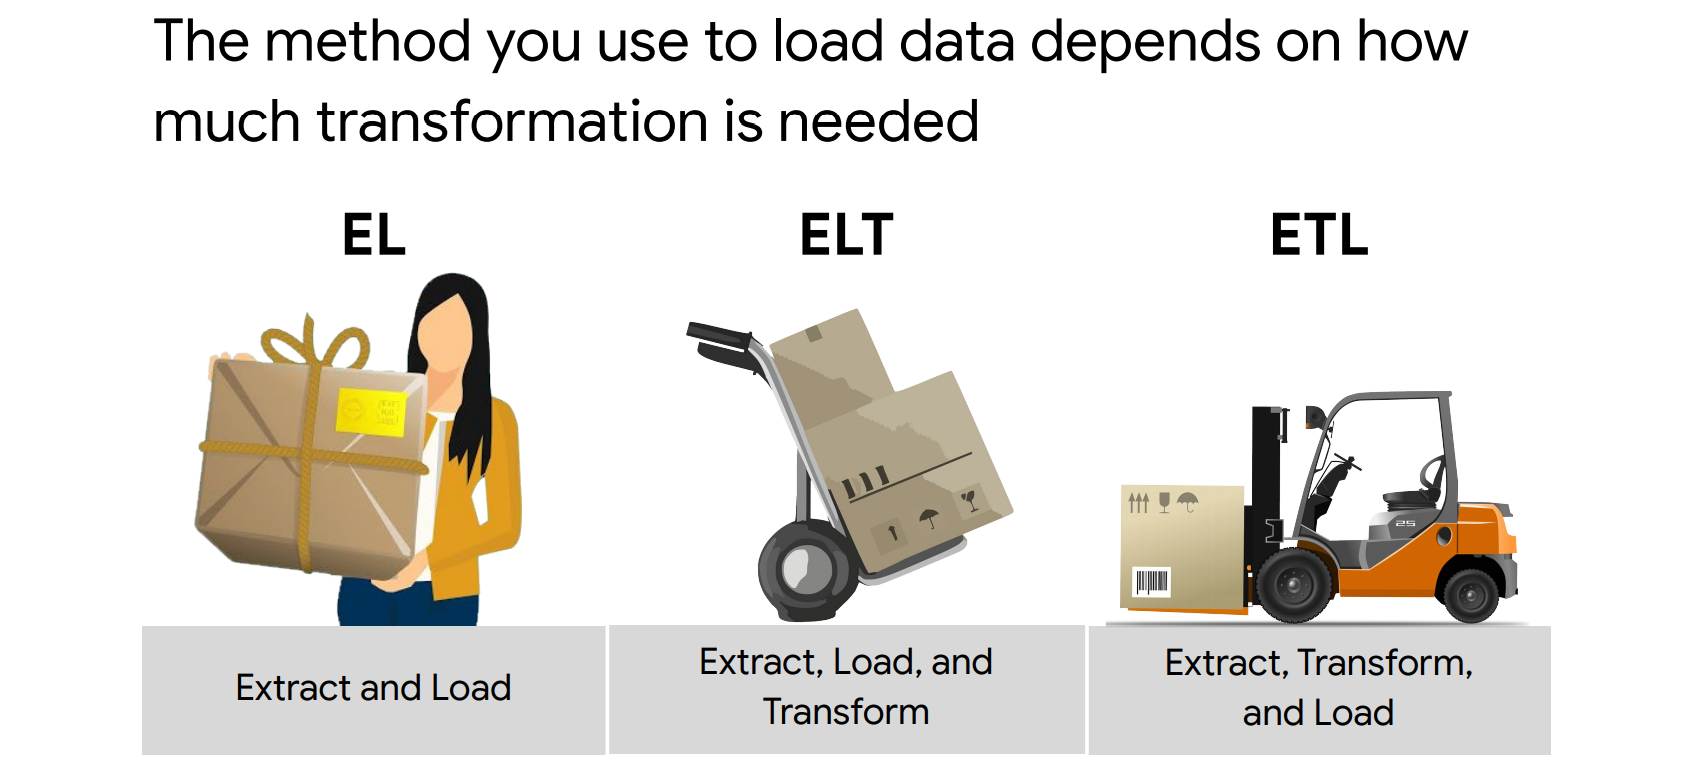 The method you use to load data depends on how
much transformation is needed
EL
ELT
ETL
25
Extract and Load
Extract, Load, and
Transform
Extract, Transform,
and Load